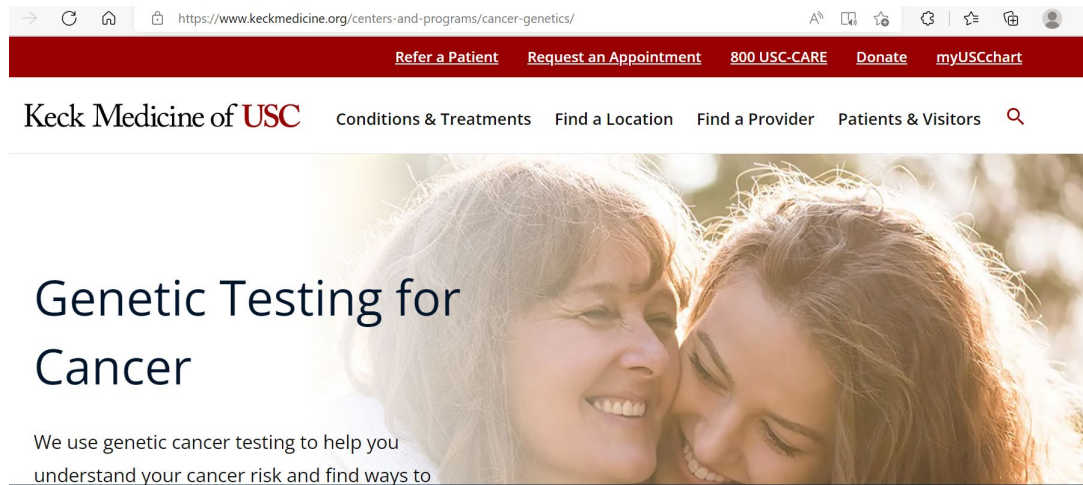 https://www.keckmedicine.org/centers-and-programs/cancer-genetics/
Refer a Patient Request an Appointment 800 USC-CARE Donate myUSCchart
Keck Medicine of USC Conditions & Treatments Find a Location Find a Provider Patients & Visitors
Genetic Testing for
Cancer
We use genetic cancer testing to help you
understand your cancer risk and find ways to